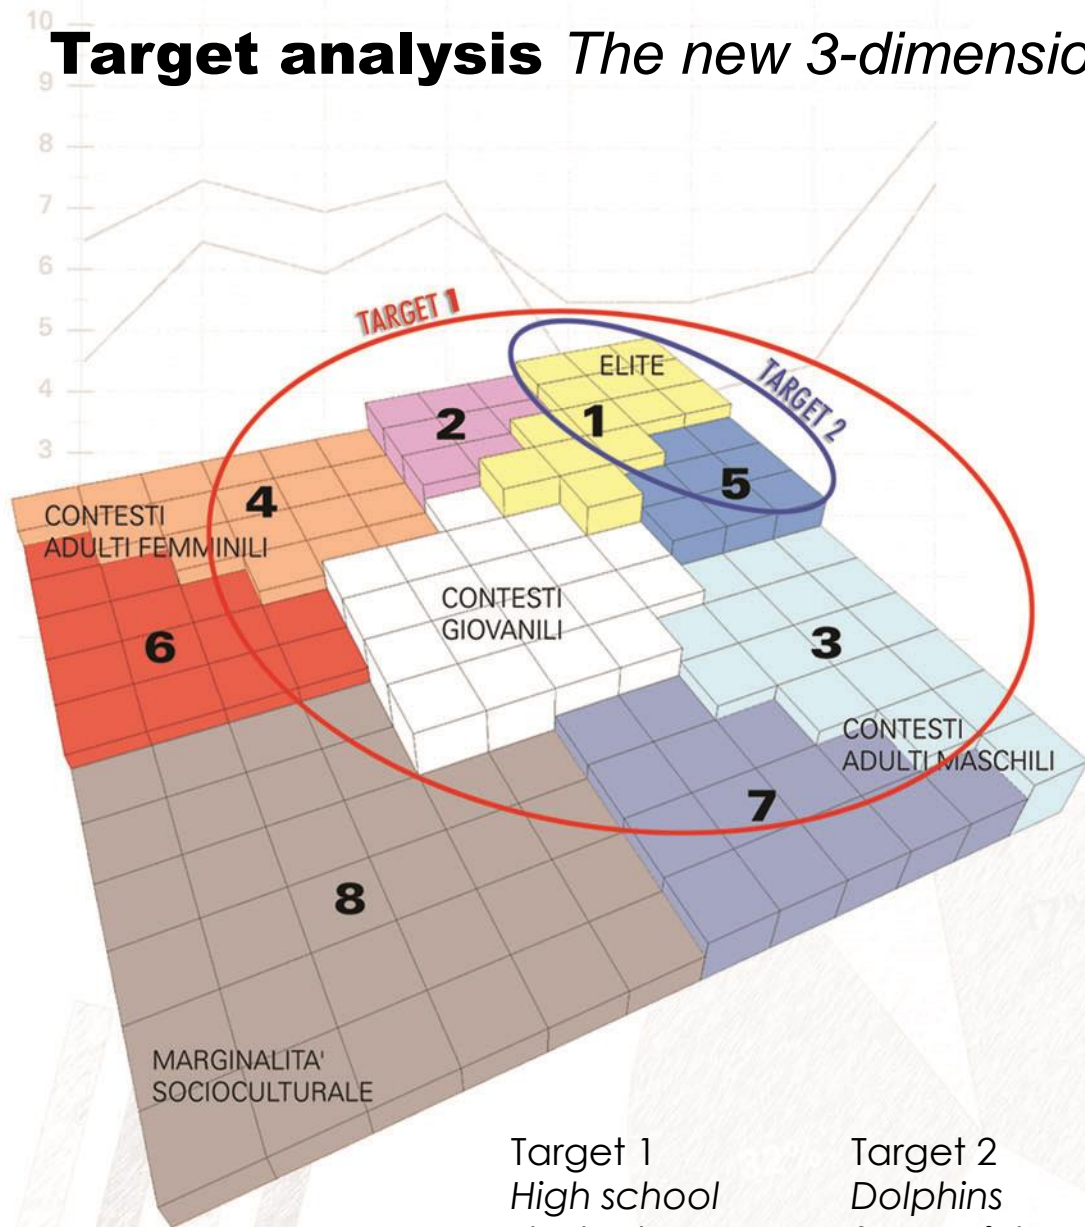 10
Target analysis The new 3-dimensio
9
8
7
6
5
4
3
TARGET 1
TARGET 2
ELITE
1
2
5
4
CONTESTI
ADULTI FEMMINILI
CONTESTI
GIOVANILI
6
3
CONTESTI
ADULTI MASCHILI
7
8
MARGINALITA'
SOCIOCULTURALE
Target 1
High school
Target 2
Dolphins